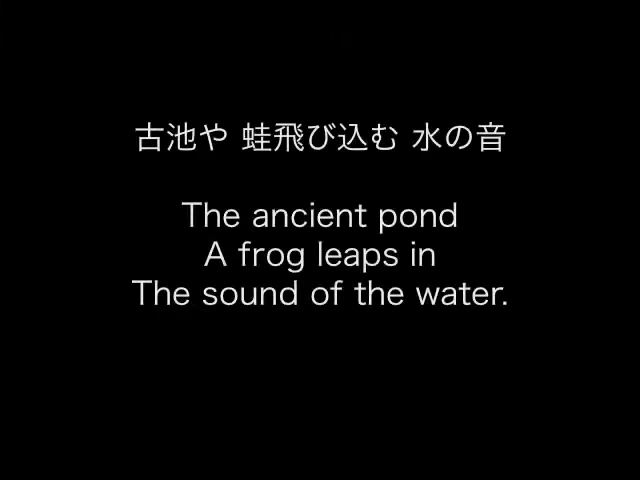 古池や 蛙飛び込む 水の音
The ancient pond
A frog leaps in
The sound of the water.